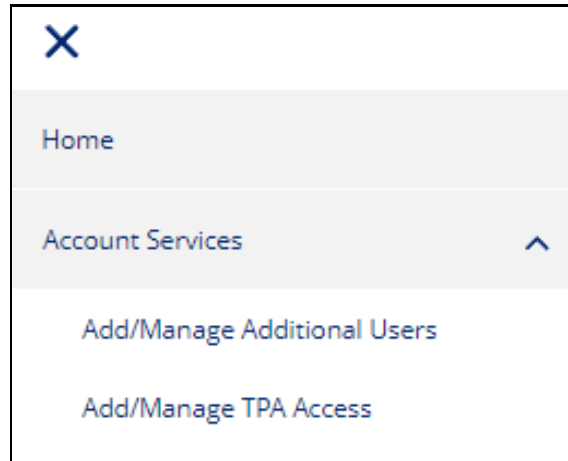 Home
Account Services
Add/Manage Additional Users
Add/Manage TPA Access